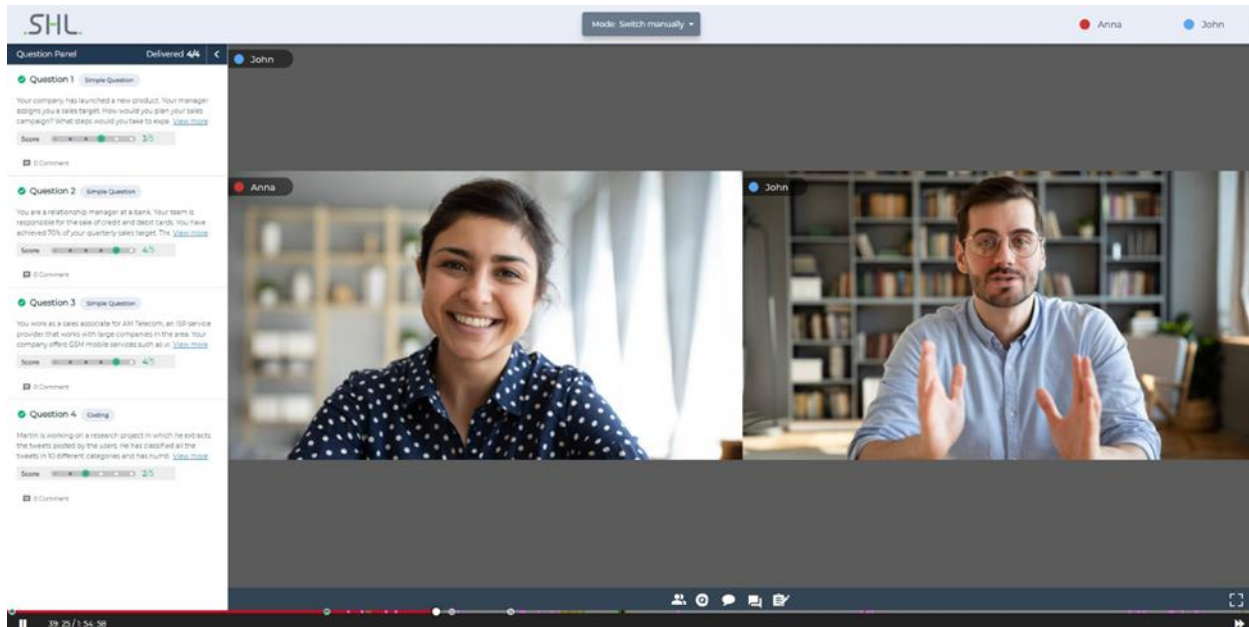 .SHL.
Mode: Switch manually
Anna
John
Question Panel
Delivered 4/4
John
Question 1 Simple Question
Your company has launched a new product. Your manager
assigns you a sales target. How would you plan your sales
campaign? What steps would you take to expa View more
Score 3/5
0 Comment
Question 2 Simple Question
You are a relationship manager at a bank. Your team is
responsible for the sale of credit and debit cards. You have
achieved 70% of your quarterly sales target. The View more
Score 4/5
0 Comment
Question 3 Simple Question
You work as a sales associate for AM Telecom, an ISP service
provider that works with large companies in the area. Your
company offers GSM mobile services such as vi View more
Score 4/5
0 Comment
Question 4 Coding
Martin is working on a research project in which he extracts
the tweets posted by the users. He has classified all the
tweets in 10 different categories and has numb View more
Score 2/5
0 Comment
Anna
John
39:25/1:54:58